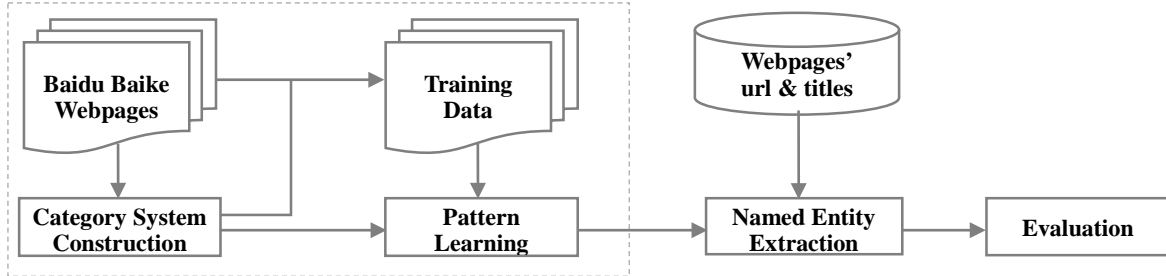 Baidu Baike
Webpages
Training
Data
Webpages’
url & titles
Category System
Construction
Pattern
Learning
Named Entity
Extraction
Evaluation